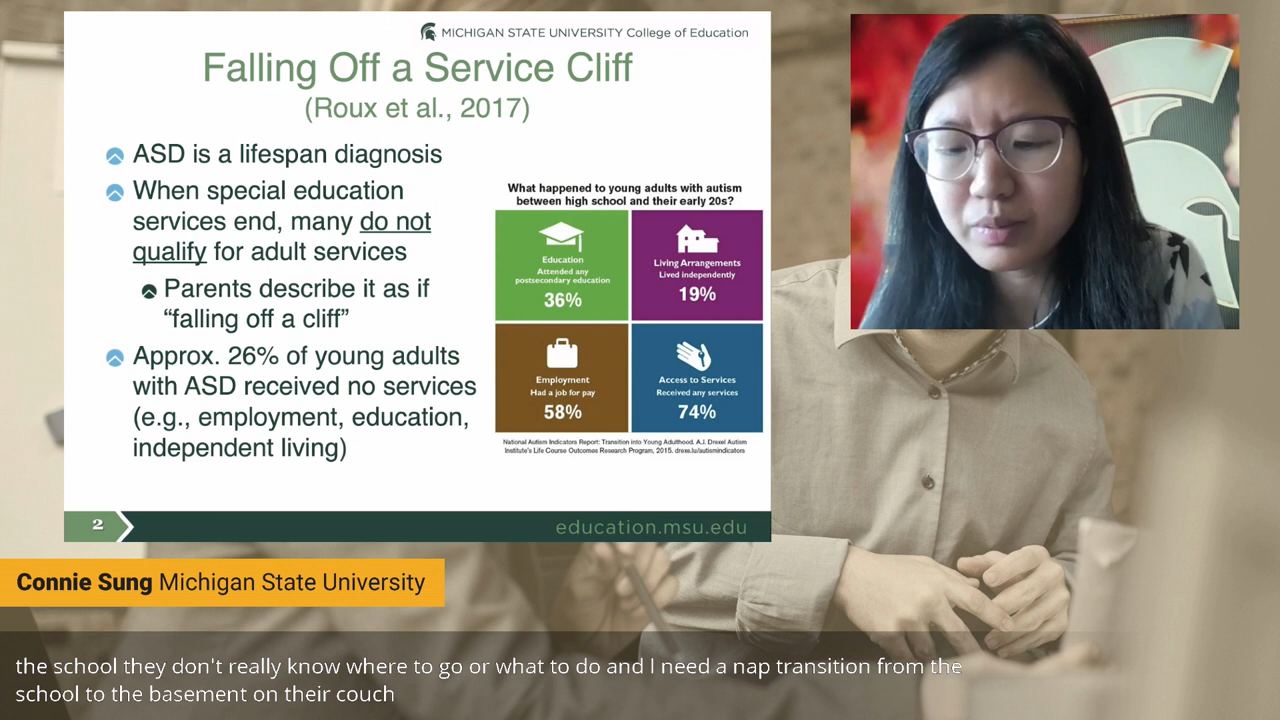 MICHIGAN STATE UNIVERSITY College of Education
Falling Off a Service Cliff
(Roux et al., 2017)
ASD is a lifespan diagnosis
When special education
services end, many do not
qualify for adult services
Parents describe it as if
“falling off a cliff”
Approx. 26% of young adults
with ASD received no services
(e.g., employment, education,
independent living)
What happened to young adults with autism
between high school and their early 20s?
Education
Attended any
postsecondary education
36%
Living Arrangements
Lived independently
19%
Employment
Had a job for pay
58%
Access to Services
Received any services
74%
National Autism Indicators Report: Transition into Young Adulthood. A.J. Drexel Autism
Institute's Life Course Outcomes Research Program, 2015. drexe.lu/autismindicators
2
education.msu.edu
Connie Sung Michigan State University
the school they don't really know where to go or what to do and I need a nap transition from the
school to the basement on their couch